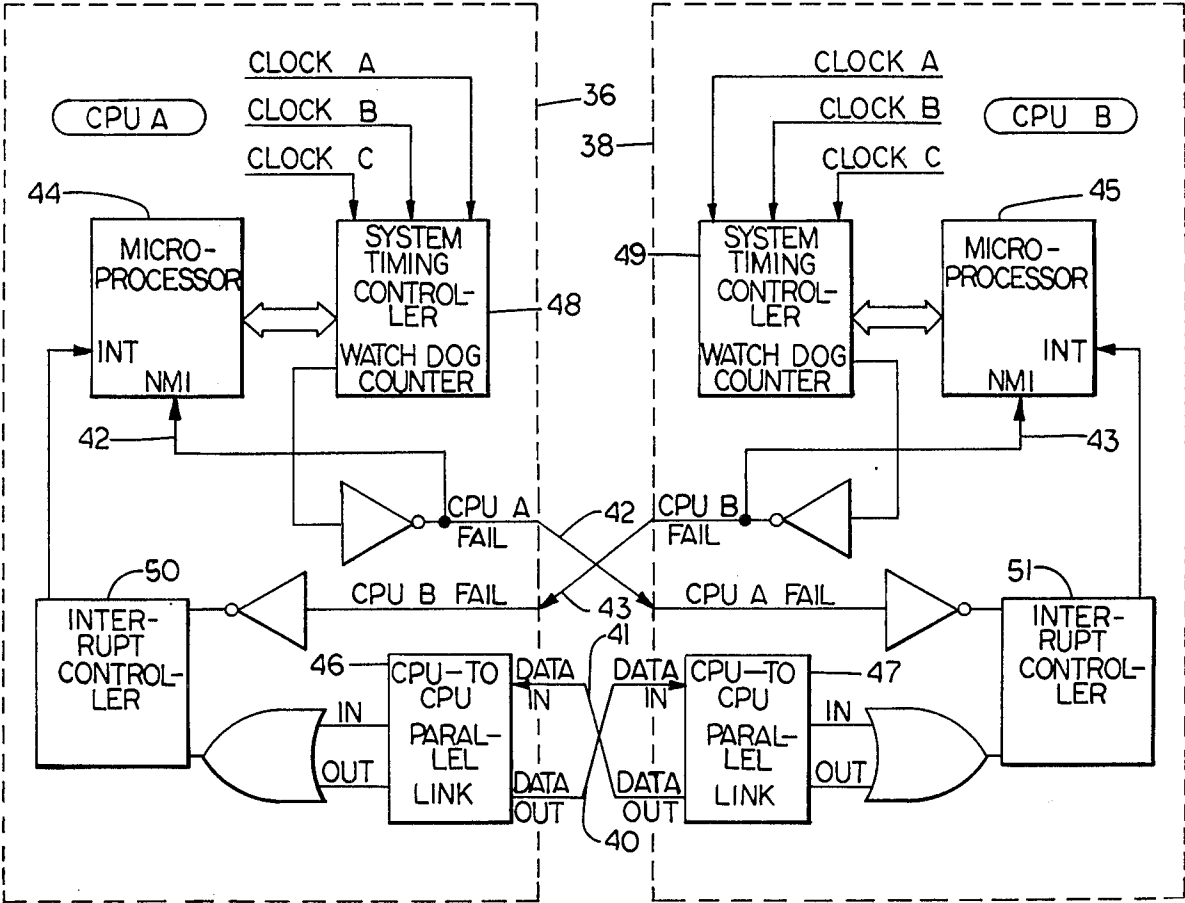 CLOCK A
CLOCK B
CLOCK C
CPU A
36
38
CLOCK A
CLOCK B
CLOCK C
CPU B
44
MICRO-
PROCESSOR
INT
NMI
SYSTEM
TIMING
CONTROL-
LER
WATCH DOG
COUNTER
48
49
SYSTEM
TIMING
CONTROL-
LER
WATCH DOG
COUNTER
45
MICRO-
PROCESSOR
INT
NMI
42
43
CPU A
FAIL
42
CPU B
FAIL
50
CPU B FAIL
43
CPU A FAIL
51
INTER-
RUPT
CONTROL-
LER
IN
OUT
46
CPU-TO
CPU
PARAL-
LEL
LINK
DATA
IN
DATA
OUT
41
40
DATA
IN
DATA
OUT
CPU-TO
CPU
PARAL-
LEL
LINK
47
IN
OUT
INTER-
RUPT
CONTROL-
LER